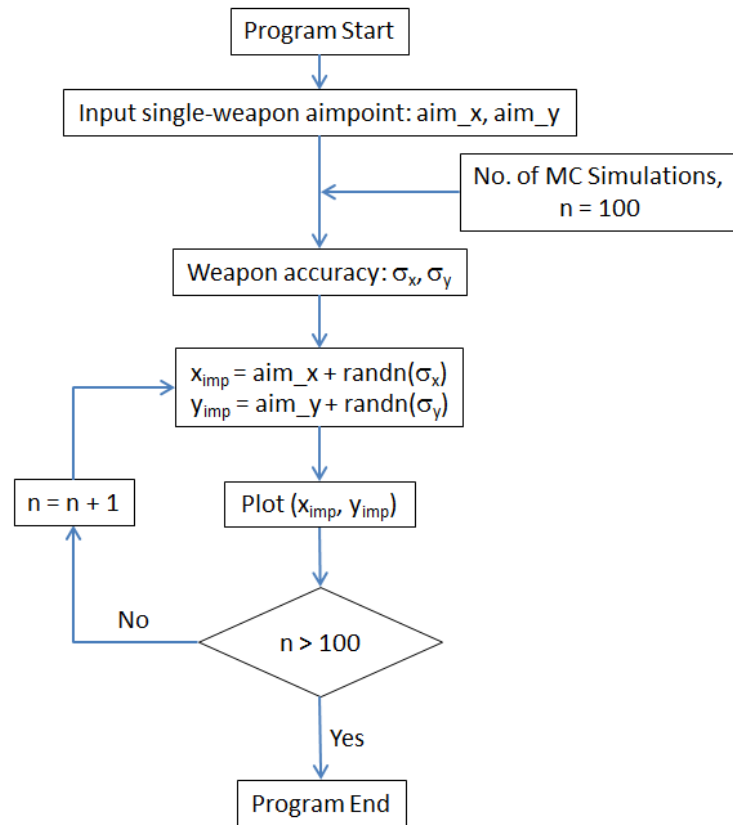 Program Start
Input single-weapon aimpoint: aim_x, aim_y
No. of MC Simulations,
n = 100
Weapon accuracy: σx, σy
ximp = aim_x + randn(σx)
yimp = aim_y + randn(σy)
n = n + 1
Plot (ximp, yimp)
No
n > 100
Yes
Program End